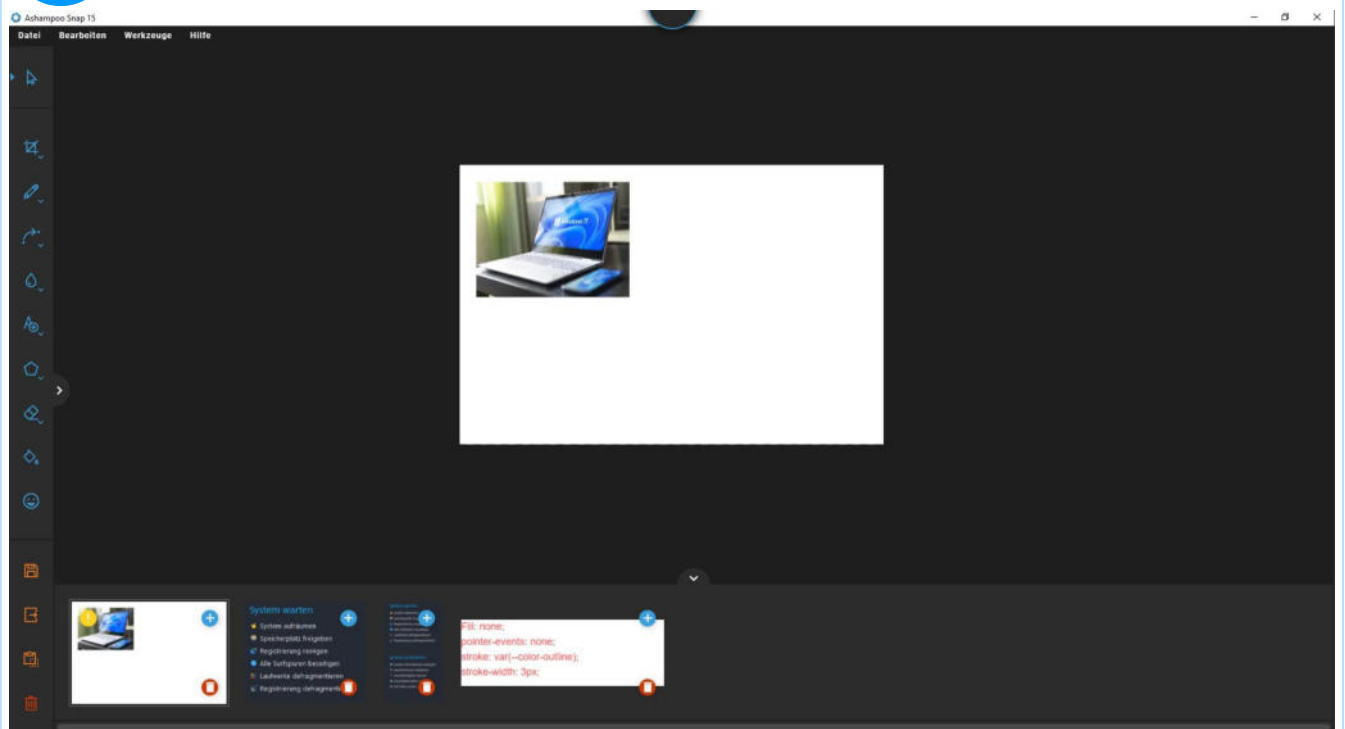 Ashampoo Snap 15
Datei Bearbeiten Werkzeuge Hilfe
System warten
System aufräumen
Speicherplatz freigeben
Registrierung reinigen
Alle Surfspuren beseitigen
Laufwerke defragmentieren
Registrierung defragment
Fill: none;
pointer-events: none;
stroke: var(--color-outline);
stroke-width: 3px;